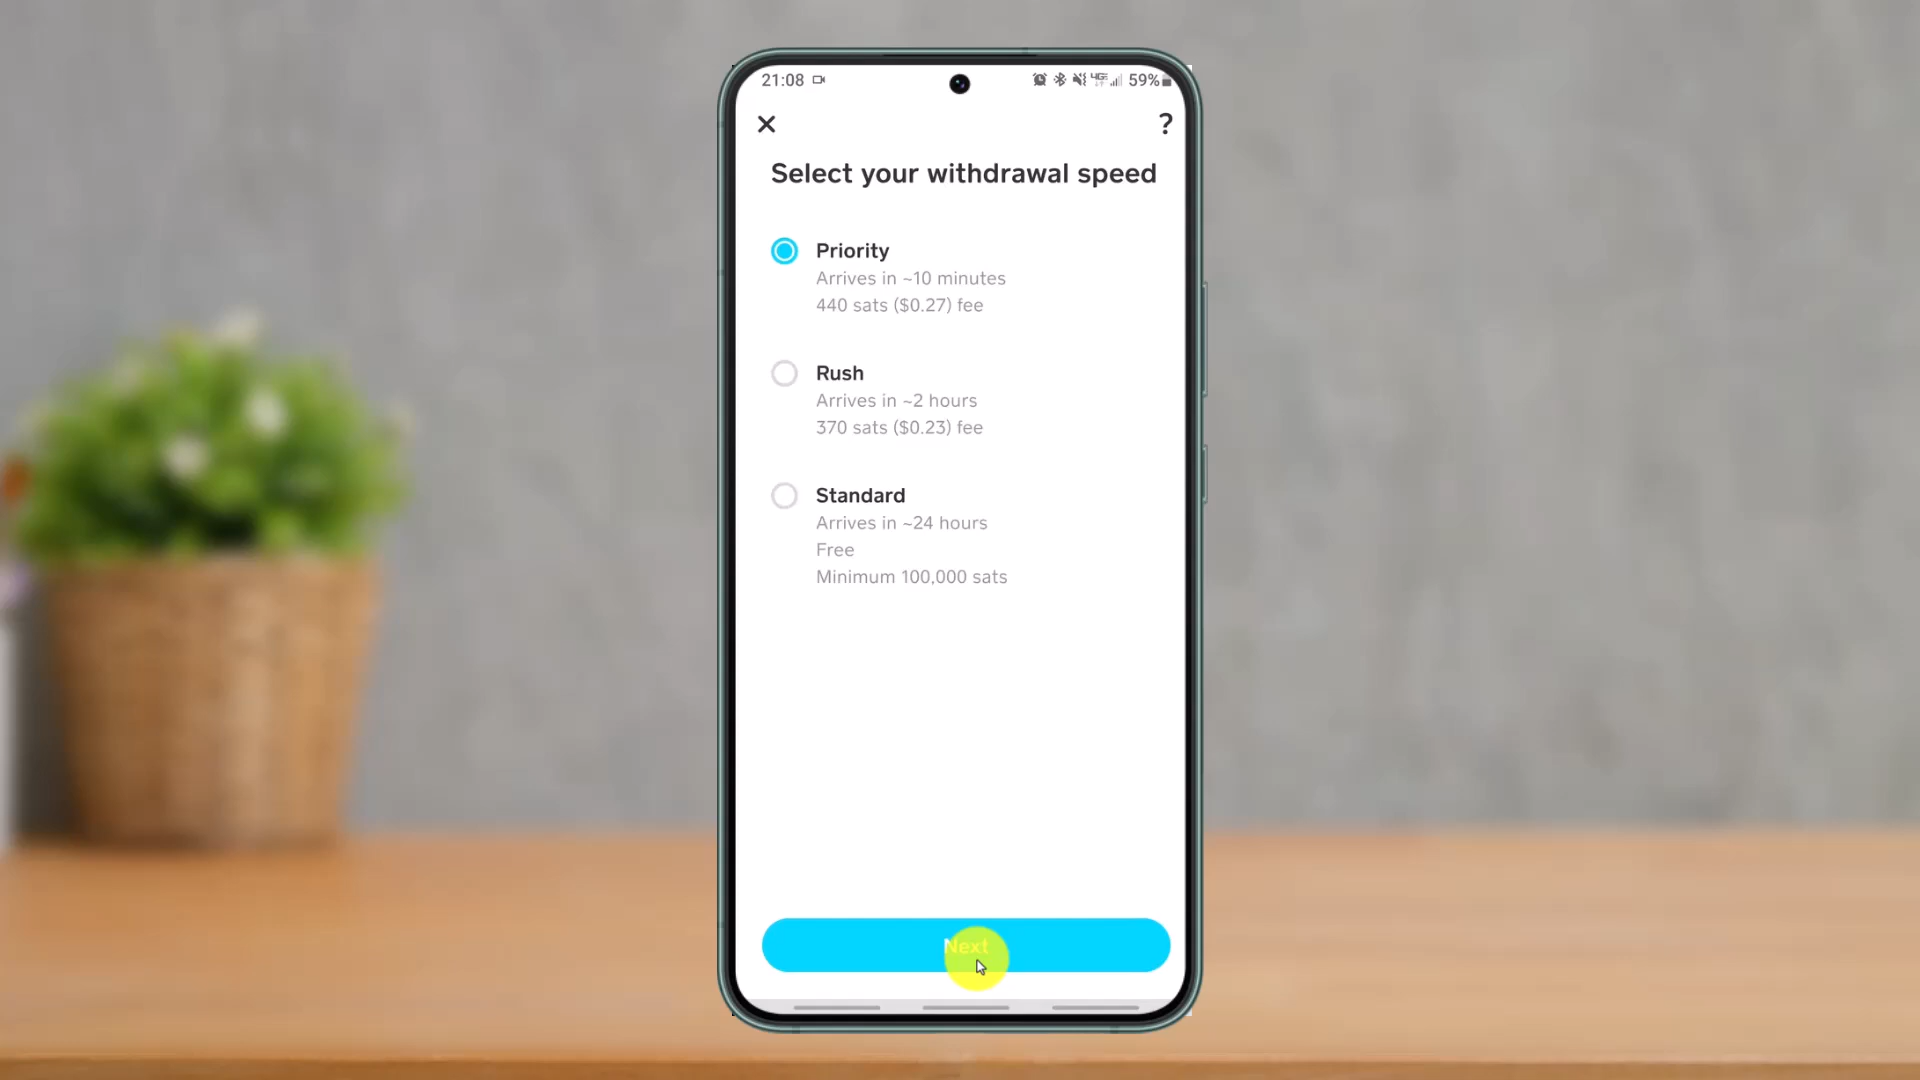 21:08 59%
?
Select your withdrawal speed
Priority
Arrives in ~10 minutes
440 sats ($0.27) fee
Rush
Arrives in ~2 hours
370 sats ($0.23) fee
Standard
Arrives in ~24 hours
Free
Minimum 100,000 sats
Next